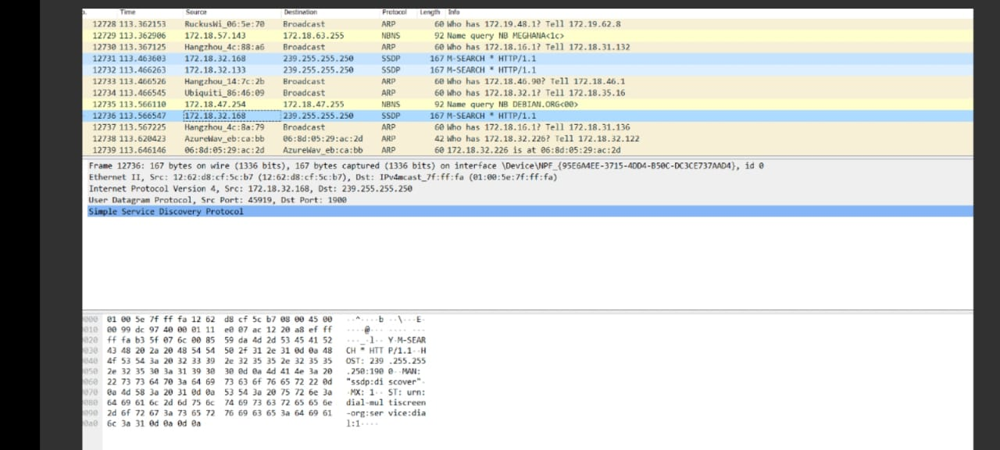 o. Time Source Destination Protocol Length Info
12728 113.362153 RuckusWi_06:5e:70 Broadcast ARP 60 Who has 172.19.48.1? Tell 172.19.62.8
12729 113.362906 172.18.57.143 172.18.63.255 NBNS 92 Name query NB MEGHANA<1c>
12730 113.367125 Hangzhou_4c:88:a6 Broadcast ARP 60 Who has 172.18.16.1? Tell 172.18.31.132
12731 113.463603 172.18.32.168 239.255.255.250 SSDP 167 M-SEARCH * HTTP/1.1
12732 113.466263 172.18.32.133 239.255.255.250 SSDP 167 M-SEARCH * HTTP/1.1
12733 113.466526 Hangzhou_14:7c:2b Broadcast ARP 60 Who has 172.18.46.90? Tell 172.18.46.1
12734 113.466545 Ubiquiti_86:46:09 Broadcast ARP 60 Who has 172.18.32.1? Tell 172.18.35.16
12735 113.566110 172.18.47.254 172.18.47.255 NBNS 92 Name query NB DEBIAN.ORG<00>
12736 113.566547 172.18.32.168 239.255.255.250 SSDP 167 M-SEARCH * HTTP/1.1
12737 113.567225 Hangzhou_4c:8a:79 Broadcast ARP 60 Who has 172.18.16.1? Tell 172.18.31.136
12738 113.620423 AzureWav_eb:ca:bb 06:8d:05:29:ac:2d ARP 42 Who has 172.18.32.226? Tell 172.18.32.122
12739 113.646146 06:8d:05:29:ac:2d AzureWav_eb:ca:bb ARP 60 172.18.32.226 is at 06:8d:05:29:ac:2d
Frame 12736: 167 bytes on wire (1336 bits), 167 bytes captured (1336 bits) on interface \Device\NPF_{95E6A4EE-3715-4DD4-B50C-DC3CE737AAD4}, id 0
Ethernet II, Src: 12:62:d8:cf:5c:b7 (12:62:d8:cf:5c:b7), Dst: IPv4mcast_7f:ff:fa (01:00:5e:7f:ff:fa)
Internet Protocol Version 4, Src: 172.18.32.168, Dst: 239.255.255.250
User Datagram Protocol, Src Port: 45919, Dst Port: 1900
Simple Service Discovery Protocol
000 01 00 5e 7f ff fa 12 62 d8 cf 5c b7 08 00 45 00 ··^····b ··\···E·
010 00 99 dc 97 40 00 01 11 e0 07 ac 12 20 a8 ef ff ····@··· ···· ···
020 ff fa b3 5f 07 6c 00 85 59 da 4d 2d 53 45 41 52 ···_·l·· Y·M-SEAR
030 43 48 20 2a 20 48 54 54 50 2f 31 2e 31 0d 0a 48 CH * HTT P/1.1··H
040 4f 53 54 3a 20 32 33 39 2e 32 35 35 2e 32 35 35 OST: 239 .255.255
050 2e 32 35 30 3a 31 39 30 30 0d 0a 4d 41 4e 3a 20 .250:190 0··MAN:
060 22 73 73 64 70 3a 64 69 73 63 6f 76 65 72 22 0d "ssdp:di scover"·
070 0a 4d 58 3a 20 31 0d 0a 53 54 3a 20 75 72 6e 3a ·MX: 1·· ST: urn:
080 64 69 61 6c 2d 6d 75 6c 74 69 73 63 72 65 65 6e dial-mul tiscreen
090 2d 6f 72 67 3a 73 65 72 76 69 63 65 3a 64 69 61 -org:ser vice:dia
0a0 6c 3a 31 0d 0a 0d 0a l:1····